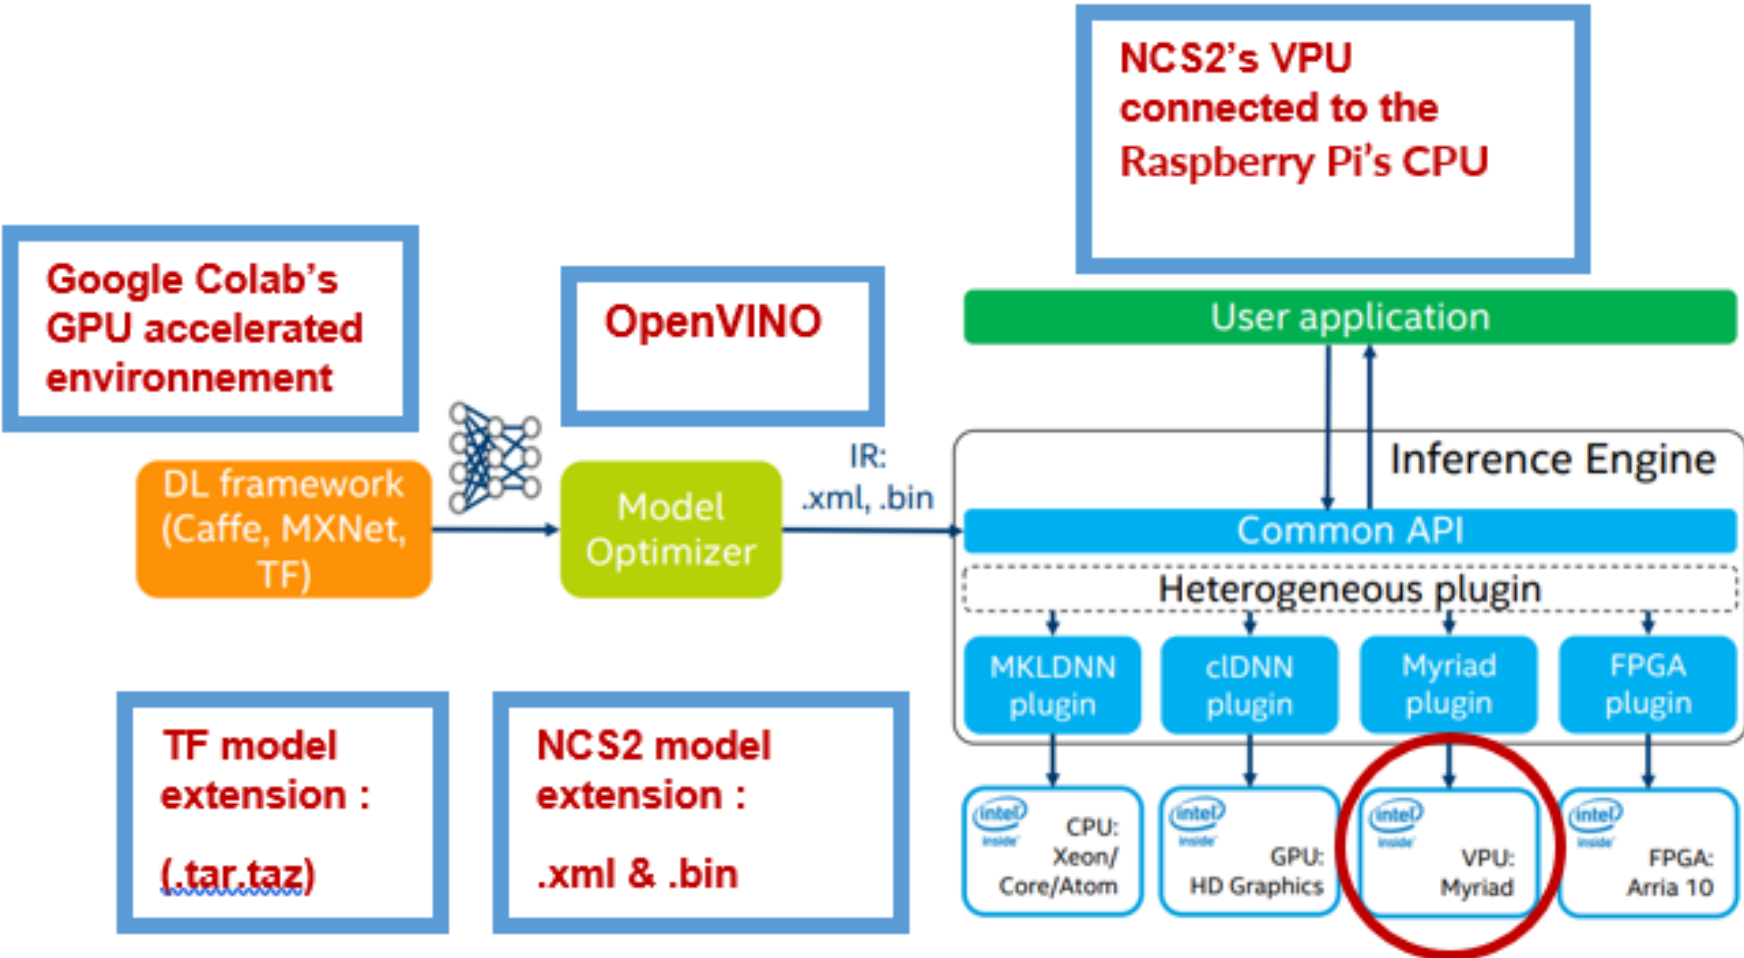 NCS2’s VPU
connected to the
Raspberry Pi’s CPU
Google Colab’s
GPU accelerated
environnement
OpenVINO
User application
DL framework
(Caffe, MXNet,
TF)
Model
Optimizer
IR:
.xml, .bin
Inference Engine
Common API
Heterogeneous plugin
MKLDNN
plugin
clDNN
plugin
Myriad
plugin
FPGA
plugin
TF model
extension :
(.tar.taz)
NCS2 model
extension :
.xml & .bin
intel
inside
CPU:
Xeon/
Core/Atom
intel
inside
GPU:
HD Graphics
intel
inside
VPU:
Myriad
intel
inside
FPGA:
Arria 10